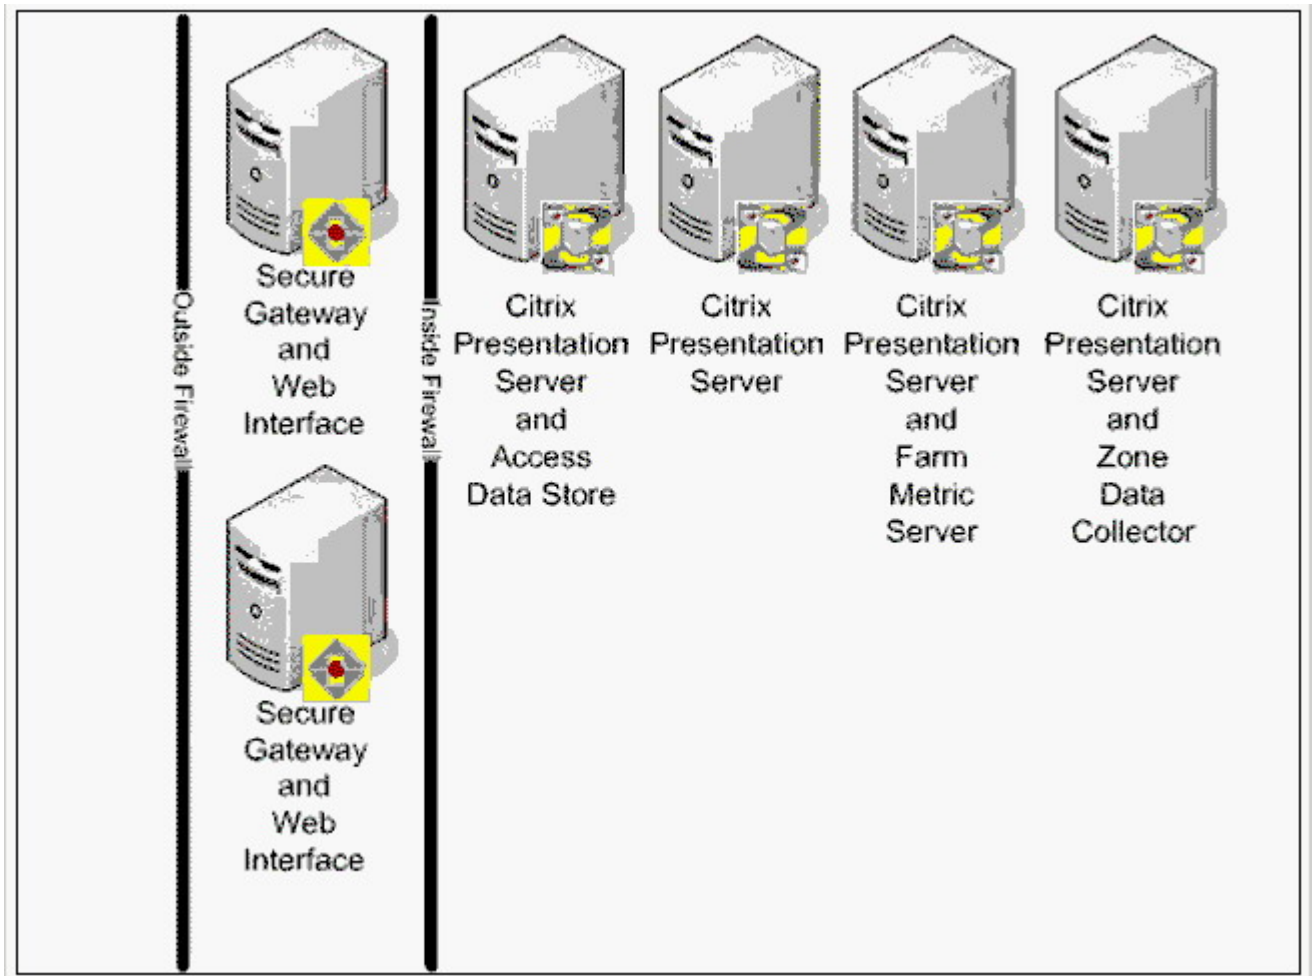 Outside Firewall
Secure
Gateway
and
Web
Interface
Secure
Gateway
and
Web
Interface
Inside Firewall
Citrix
Presentation
Server
and
Access
Data Store
Citrix
Presentation
Server
Citrix
Presentation
Server
and
Farm
Metric
Server
Citrix
Presentation
Server
and
Zone
Data
Collector